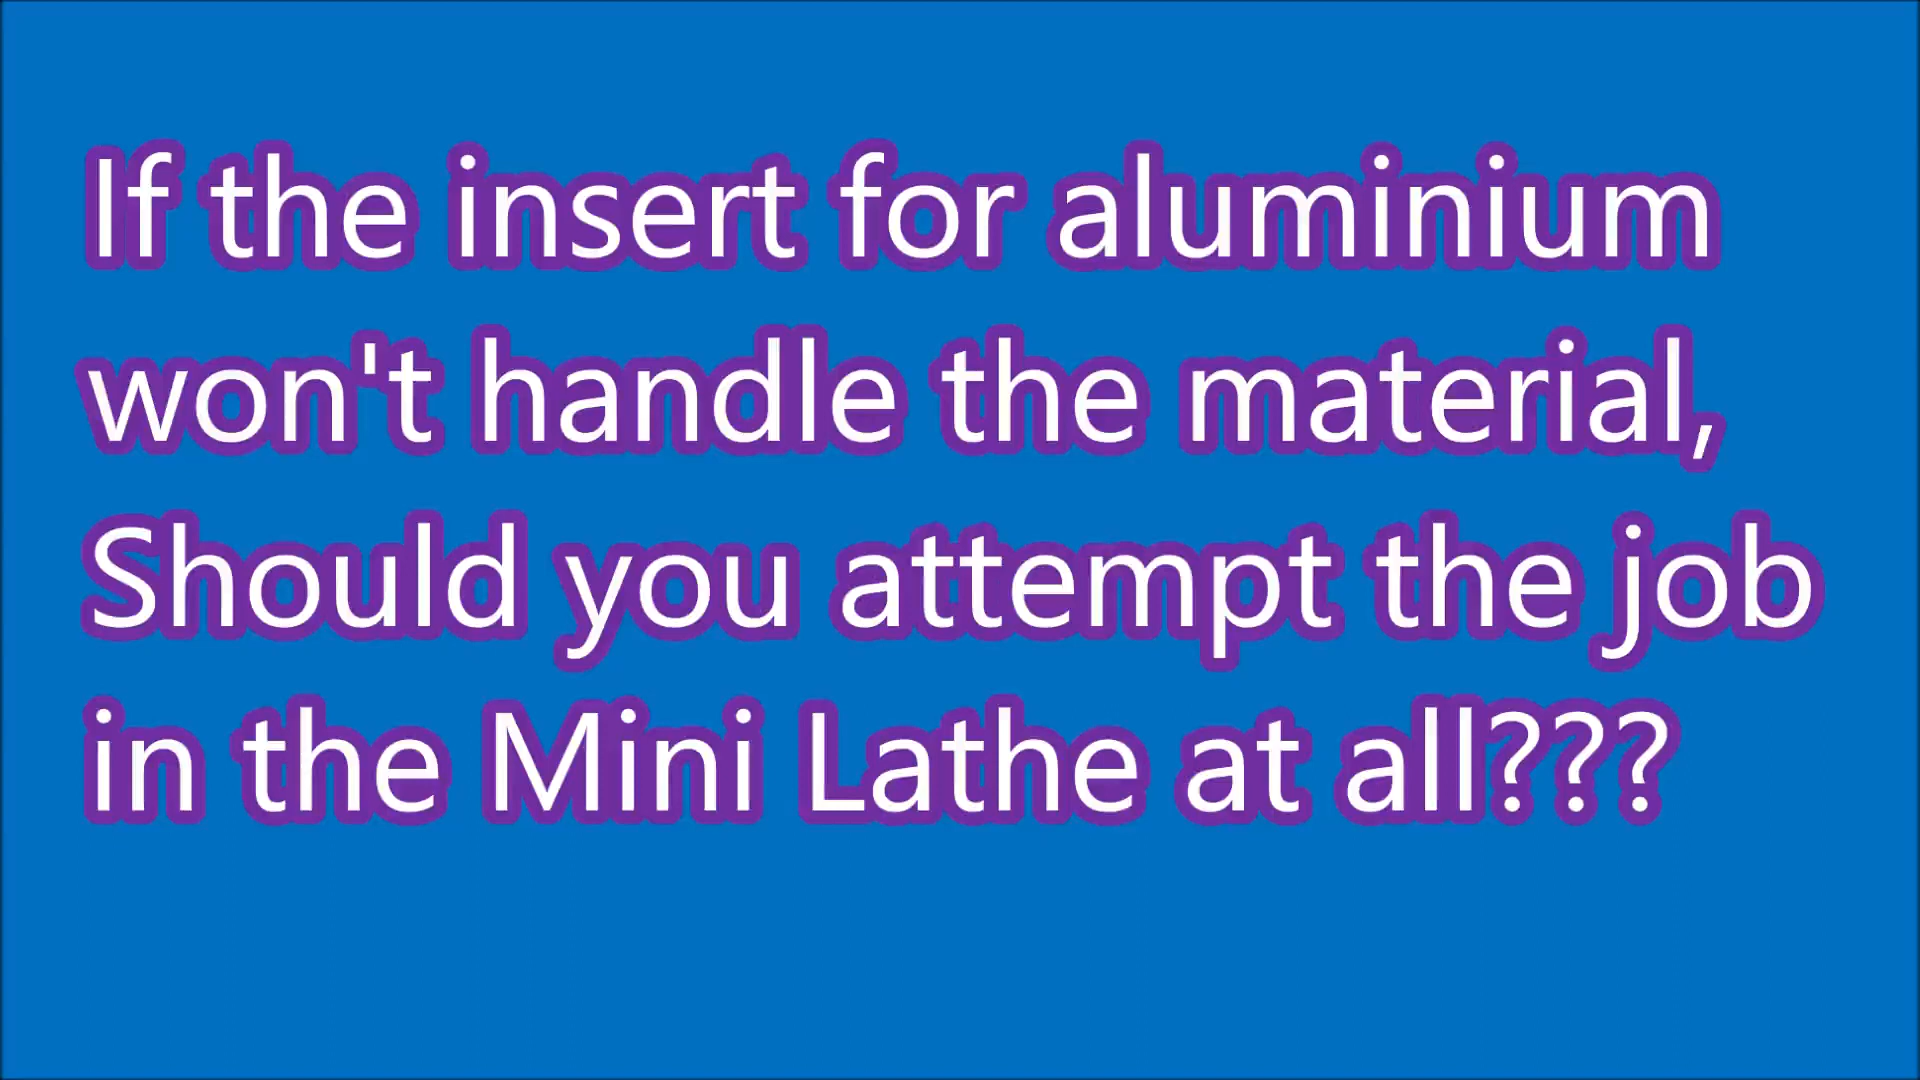 If the insert for aluminium
won't handle the material,
Should you attempt the job
in the Mini Lathe at all???